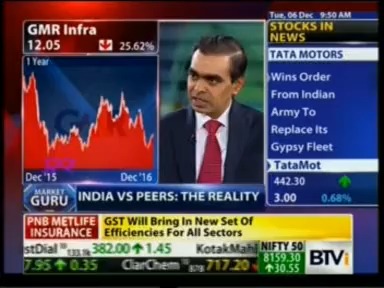 GMR Infra
12.05 25.62%
1 Year
Dec '15 Dec '16
Tue, 06 Dec 9:50 AM
STOCKS IN
NEWS
TATA MOTORS
Wins Order
From Indian
Army To
Replace Its
Gypsy Fleet
TataMot
442.30
3.00 0.68%
MARKET
GURU
INDIA VS PEERS: THE REALITY
PNB METLIFE
INSURANCE
GST Will Bring In New Set Of
Efficiencies For All Sectors
stDial 133.1k 382.00 1.45 KotakMah
7.95 0.35 ClarChem 717.20
NIFTY 50
8159.30
30.55
BTVi